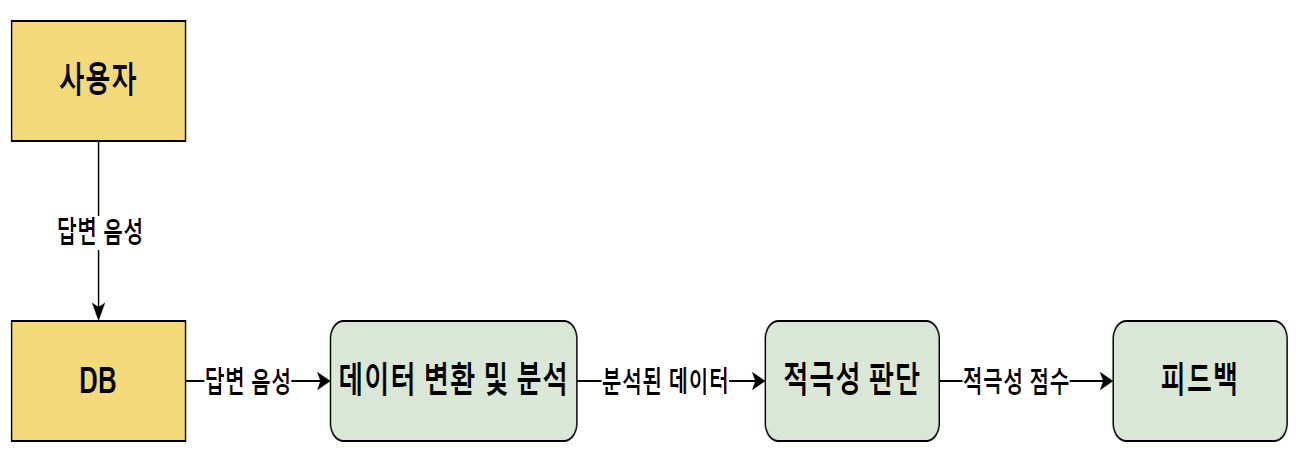 사용자
답변 음성
DB
답변 음성
데이터 변환 및 분석
분석된 데이터
적극성 판단
적극성 점수
피드백